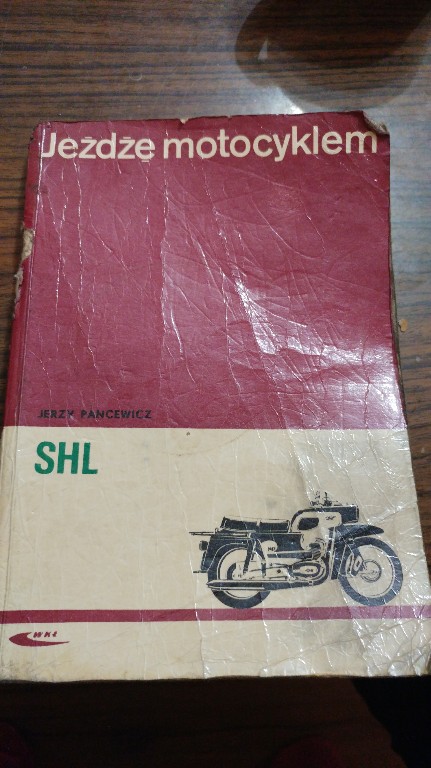 Jeżdżę motocyklem
JERZY PANCEWICZ
SHL
WKŁ